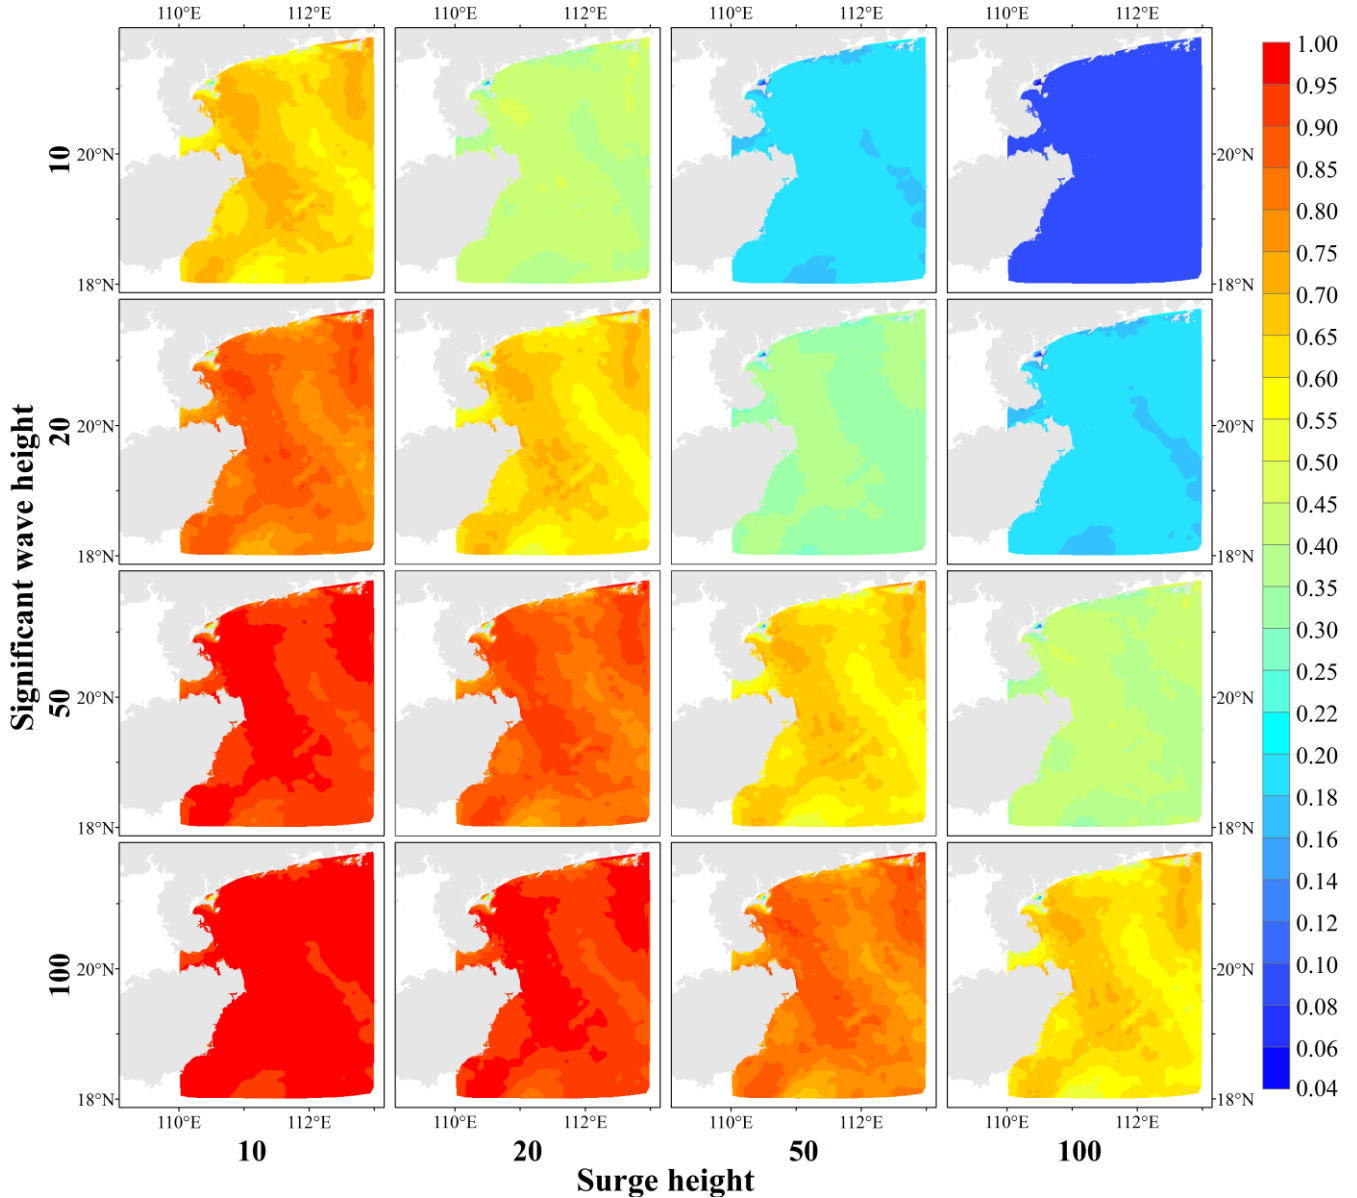 110°E 112°E 110°E 112°E 110°E 112°E 110°E 112°E
10
20°N
18°N
20°N
18°N
20
20°N
18°N
20°N
18°N
50
20°N
18°N
20°N
18°N
100
20°N
18°N
20°N
18°N
Significant wave height
110°E 112°E 110°E 112°E 110°E 112°E 110°E 112°E
10 20 50 100
Surge height
1.00
0.95
0.90
0.85
0.80
0.75
0.70
0.65
0.60
0.55
0.50
0.45
0.40
0.35
0.30
0.25
0.22
0.20
0.18
0.16
0.14
0.12
0.10
0.08
0.06
0.04